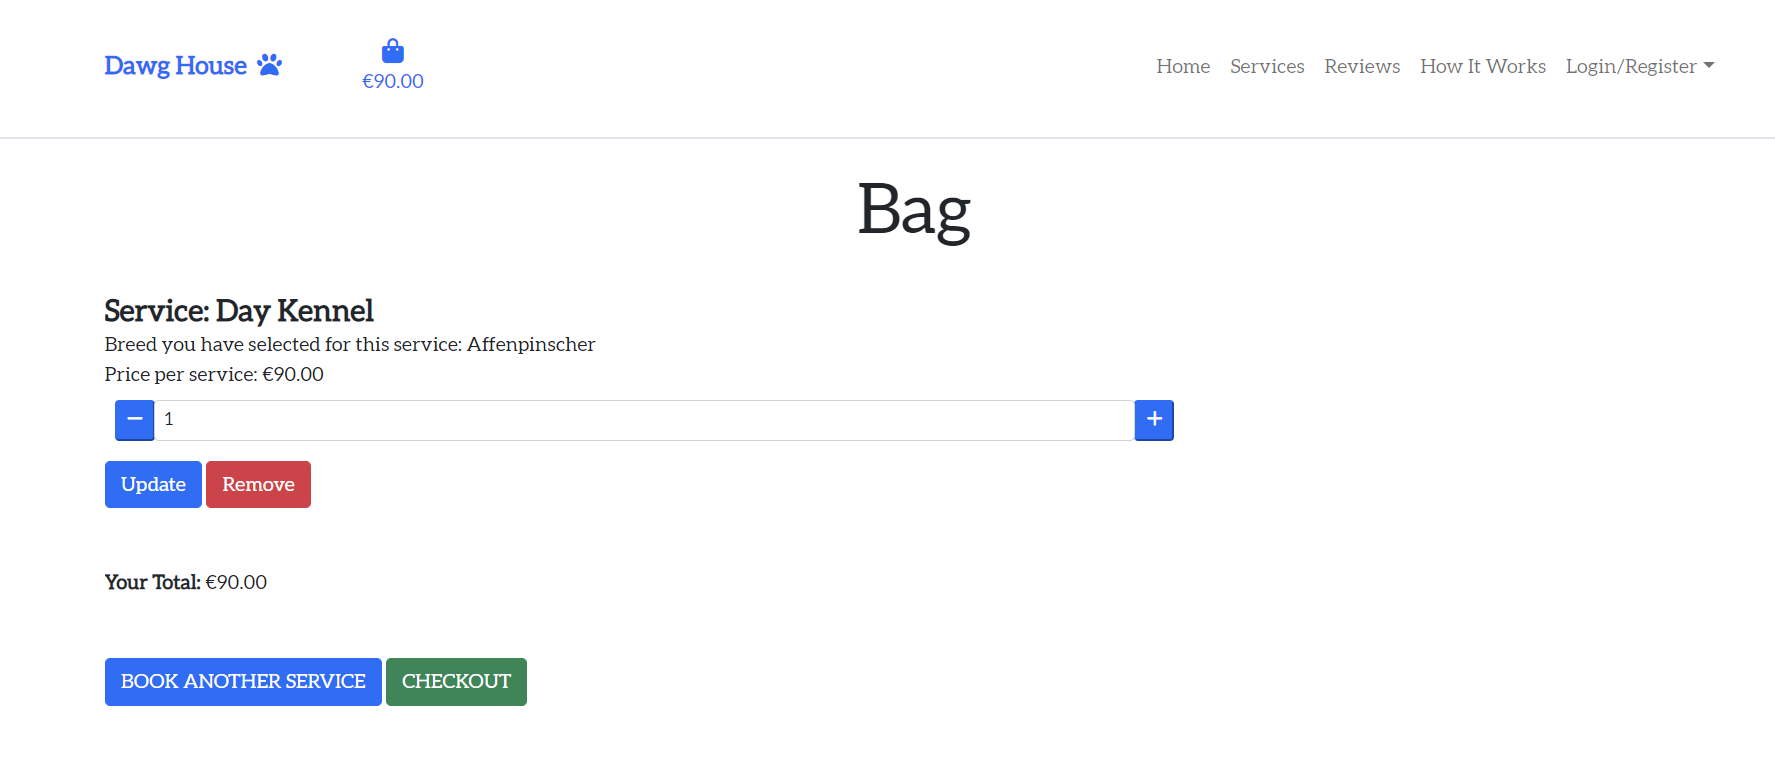 Dawg House
€90.00
Home Services Reviews How It Works Login/Register
Bag
Service: Day Kennel
Breed you have selected for this service: Affenpinscher
Price per service: €90.00
1
Update Remove
Your Total: €90.00
BOOK ANOTHER SERVICE CHECKOUT